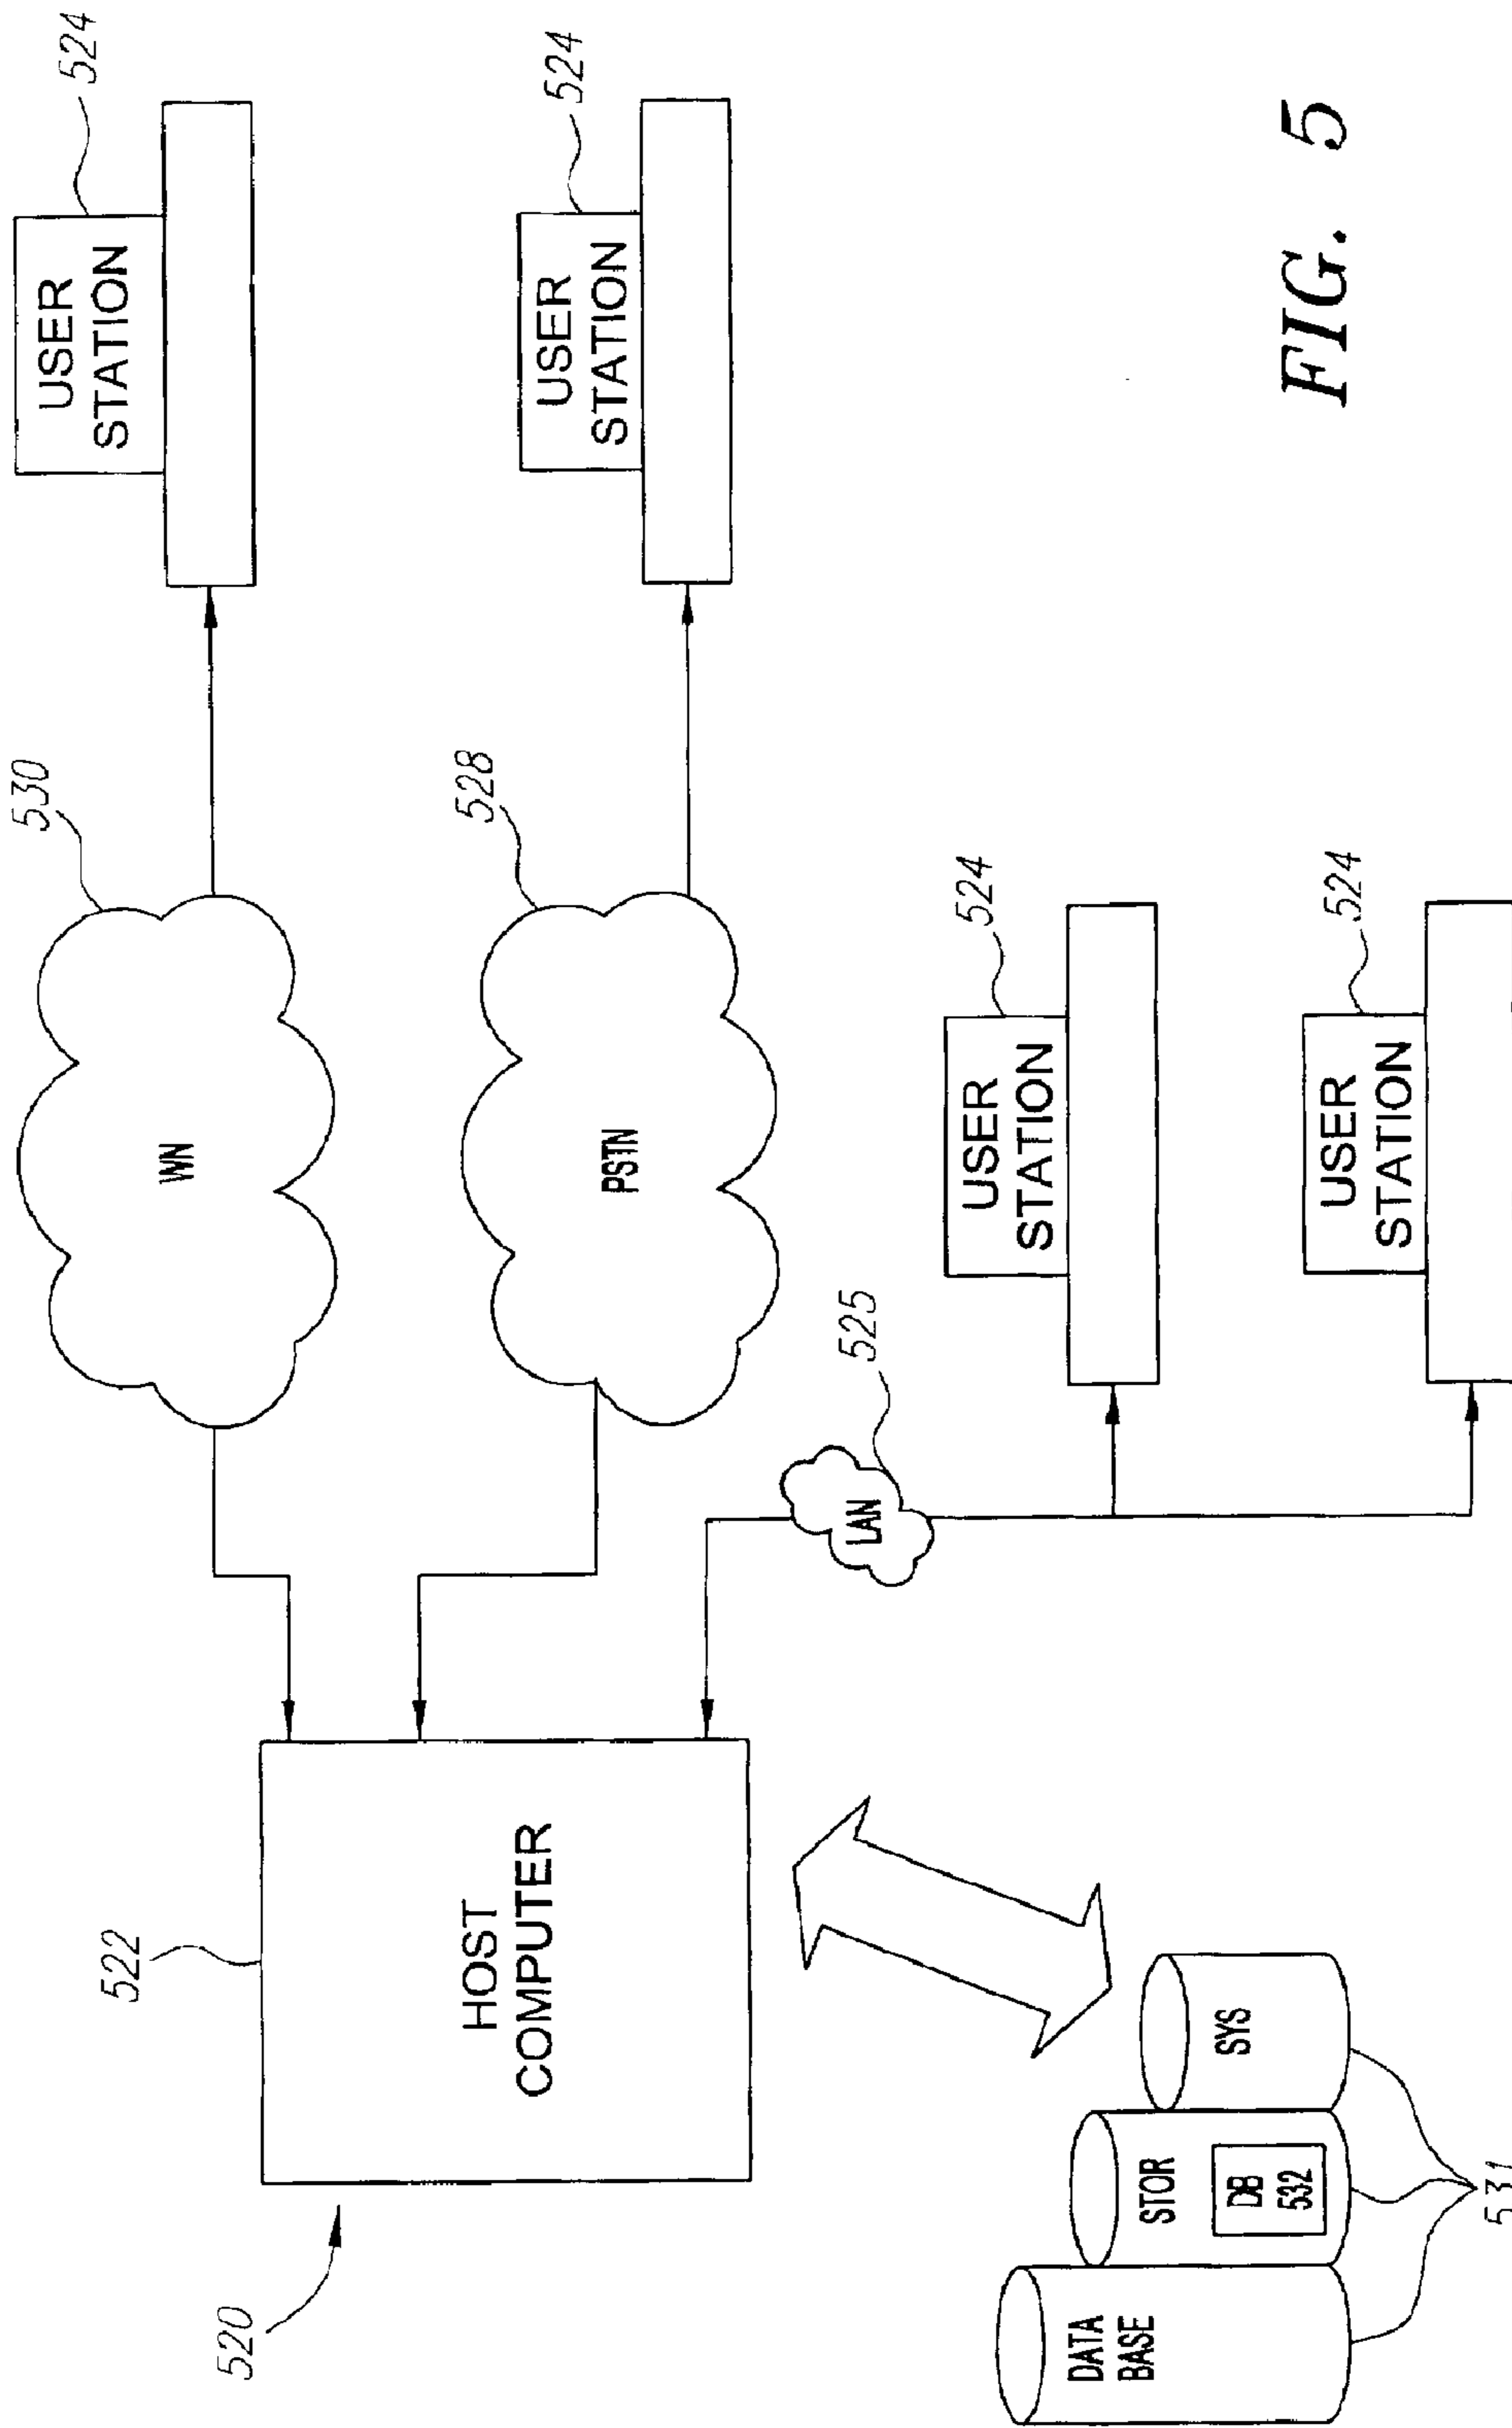 520
522
HOST
COMPUTER
530
WN
524
USER
STATION
528
PSTN
524
USER
STATION
525
LAN
524
USER
STATION
524
USER
STATION
DATA
BASE
STOR
DB
532
SYS
531
FIG. 5